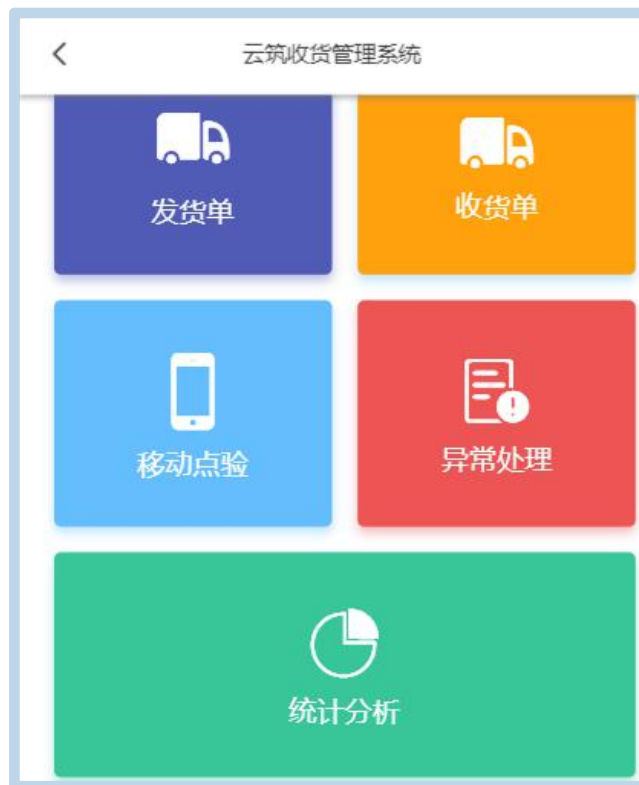 云筑收货管理系统
发货单
收货单
移动点验
异常处理
统计分析